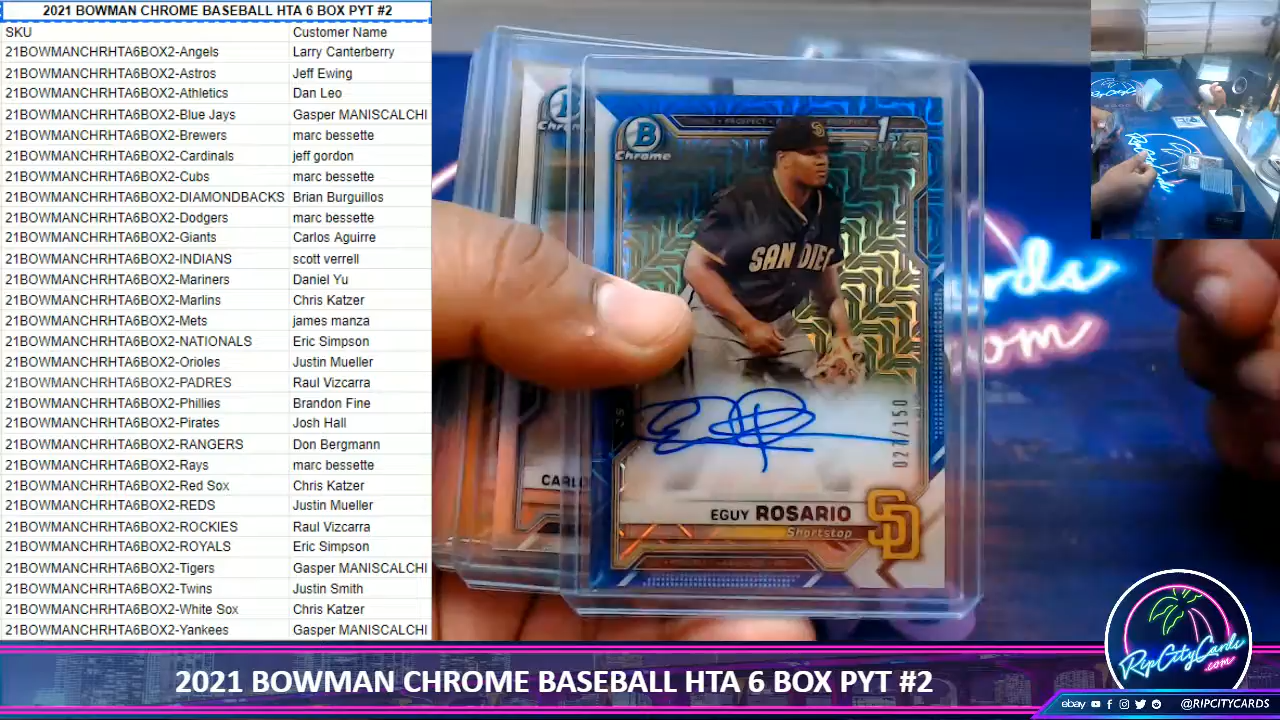 2021 BOWMAN CHROME BASEBALL HTA 6 BOX PYT #2
SKU Customer Name
21BOWMANCHRHTA6BOX2-Angels Larry Canterberry
21BOWMANCHRHTA6BOX2-Astros Jeff Ewing
21BOWMANCHRHTA6BOX2-Athletics Dan Leo
21BOWMANCHRHTA6BOX2-Blue Jays Gasper MANISCALCHI
21BOWMANCHRHTA6BOX2-Brewers marc bessette
21BOWMANCHRHTA6BOX2-Cardinals jeff gordon
21BOWMANCHRHTA6BOX2-Cubs marc bessette
21BOWMANCHRHTA6BOX2-DIAMONDBACKS Brian Burguillos
21BOWMANCHRHTA6BOX2-Dodgers marc bessette
21BOWMANCHRHTA6BOX2-Giants Carlos Aguirre
21BOWMANCHRHTA6BOX2-INDIANS scott verrell
21BOWMANCHRHTA6BOX2-Mariners Daniel Yu
21BOWMANCHRHTA6BOX2-Marlins Chris Katzer
21BOWMANCHRHTA6BOX2-Mets james manza
21BOWMANCHRHTA6BOX2-NATIONALS Eric Simpson
21BOWMANCHRHTA6BOX2-Orioles Justin Mueller
21BOWMANCHRHTA6BOX2-PADRES Raul Vizcarra
21BOWMANCHRHTA6BOX2-Phillies Brandon Fine
21BOWMANCHRHTA6BOX2-Pirates Josh Hall
21BOWMANCHRHTA6BOX2-RANGERS Don Bergmann
21BOWMANCHRHTA6BOX2-Rays marc bessette
21BOWMANCHRHTA6BOX2-Red Sox Chris Katzer
21BOWMANCHRHTA6BOX2-REDS Justin Mueller
21BOWMANCHRHTA6BOX2-ROCKIES Raul Vizcarra
21BOWMANCHRHTA6BOX2-ROYALS Eric Simpson
21BOWMANCHRHTA6BOX2-Tigers Gasper MANISCALCHI
21BOWMANCHRHTA6BOX2-Twins Justin Smith
21BOWMANCHRHTA6BOX2-White Sox Chris Katzer
21BOWMANCHRHTA6BOX2-Yankees Gasper MANISCALCHI
B
Chrome
1ST
SAN DIE
EGUY ROSARIO
Shortstop
SD
CARLO
rds
om
2021 BOWMAN CHROME BASEBALL HTA 6 BOX PYT #2
RipCityCards
.com
ebay @RIPCITYCARDS